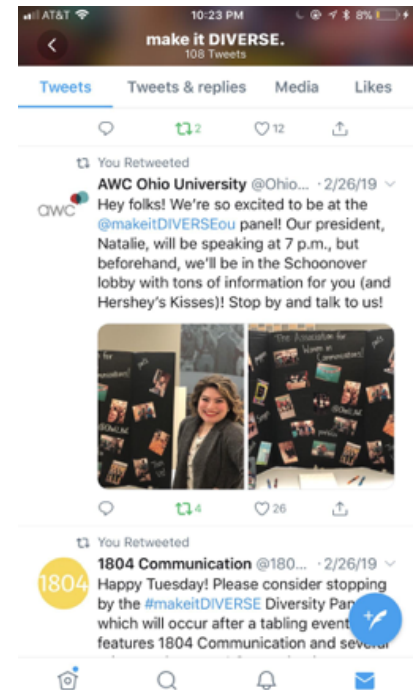 AT&T 10:23 PM 8%
make it DIVERSE.
108 Tweets
Tweets Tweets & replies Media Likes
2 12
You Retweeted
AWC Ohio University @Ohio... · 2/26/19
awc
Hey folks! We're so excited to be at the
@makeitDIVERSEou panel! Our president,
Natalie, will be speaking at 7 p.m., but
beforehand, we'll be in the Schoonover
lobby with tons of information for you (and
Hershey's Kisses)! Stop by and talk to us!
The Association for
Women in
Communications!
4 26
You Retweeted
1804 Communication @180... · 2/26/19
1804
Happy Tuesday! Please consider stopping
by the #makeitDIVERSE Diversity
which will occur after a tabling event
features 1804 Communication and